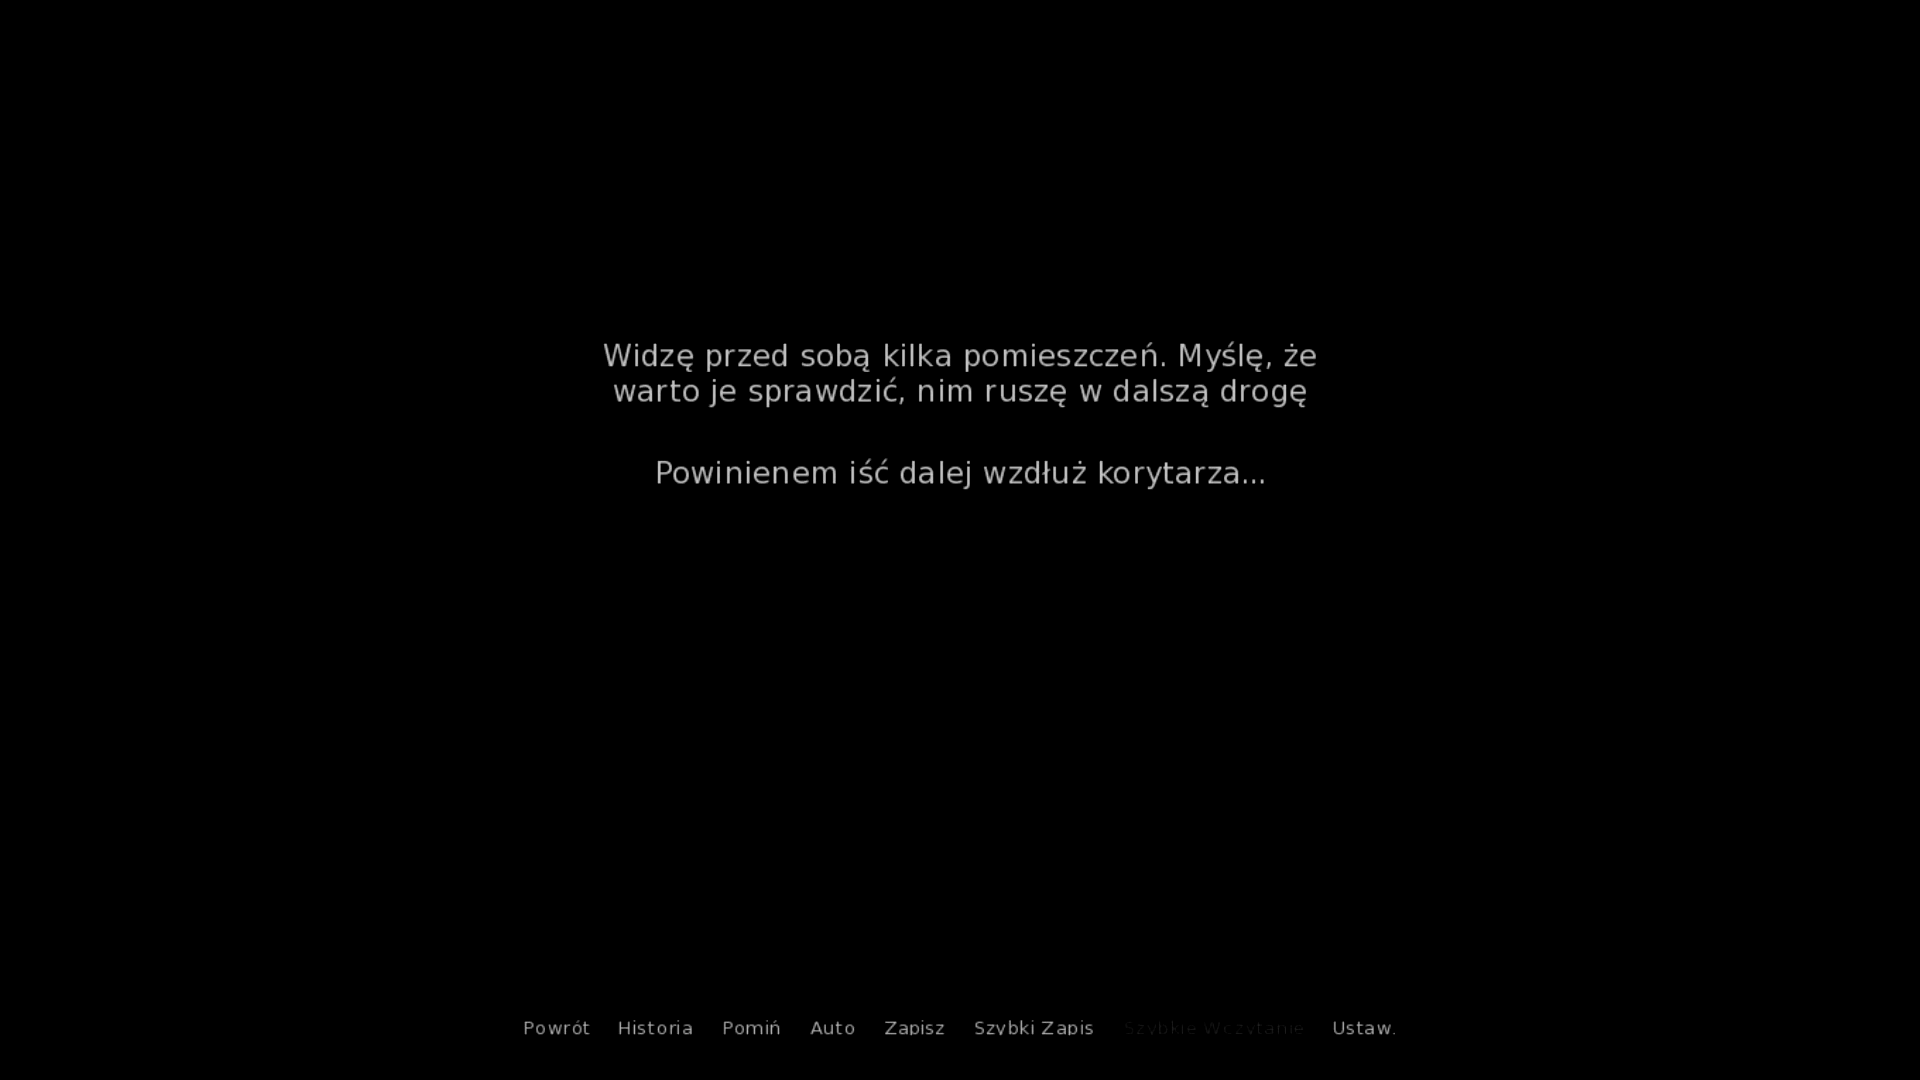 Widzę przed sobą kilka pomieszczeń. Myślę, że
warto je sprawdzić, nim ruszę w dalszą drogę
Powinienem iść dalej wzdłuż korytarza...
Powrót Historia Pomiń Auto Zapisz Szybki Zapis Szybkie Wczytanie Ustaw.